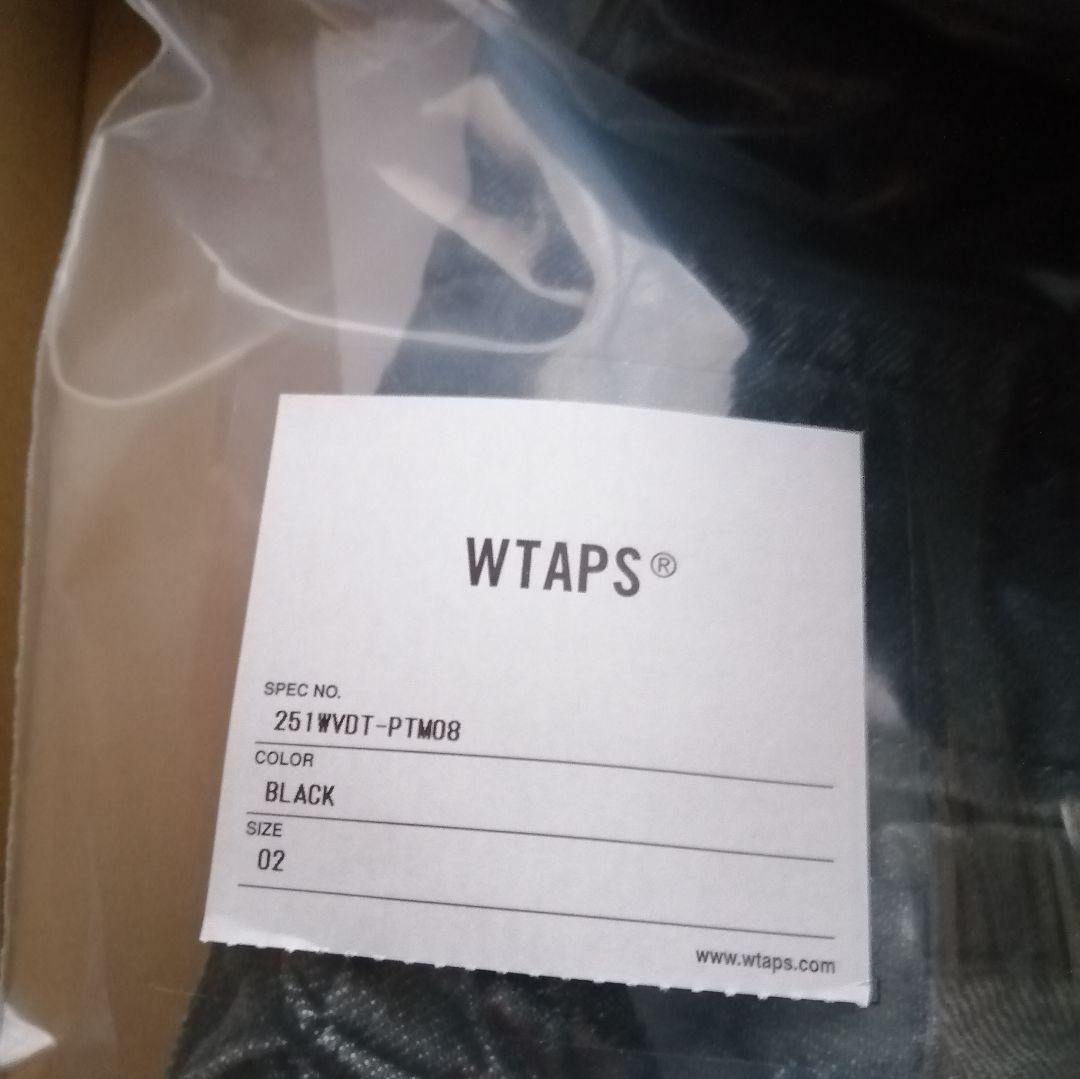 WTAPS®
SPEC NO.
251WVDT-PTM08
COLOR
BLACK
SIZE
02
www.wtaps.com